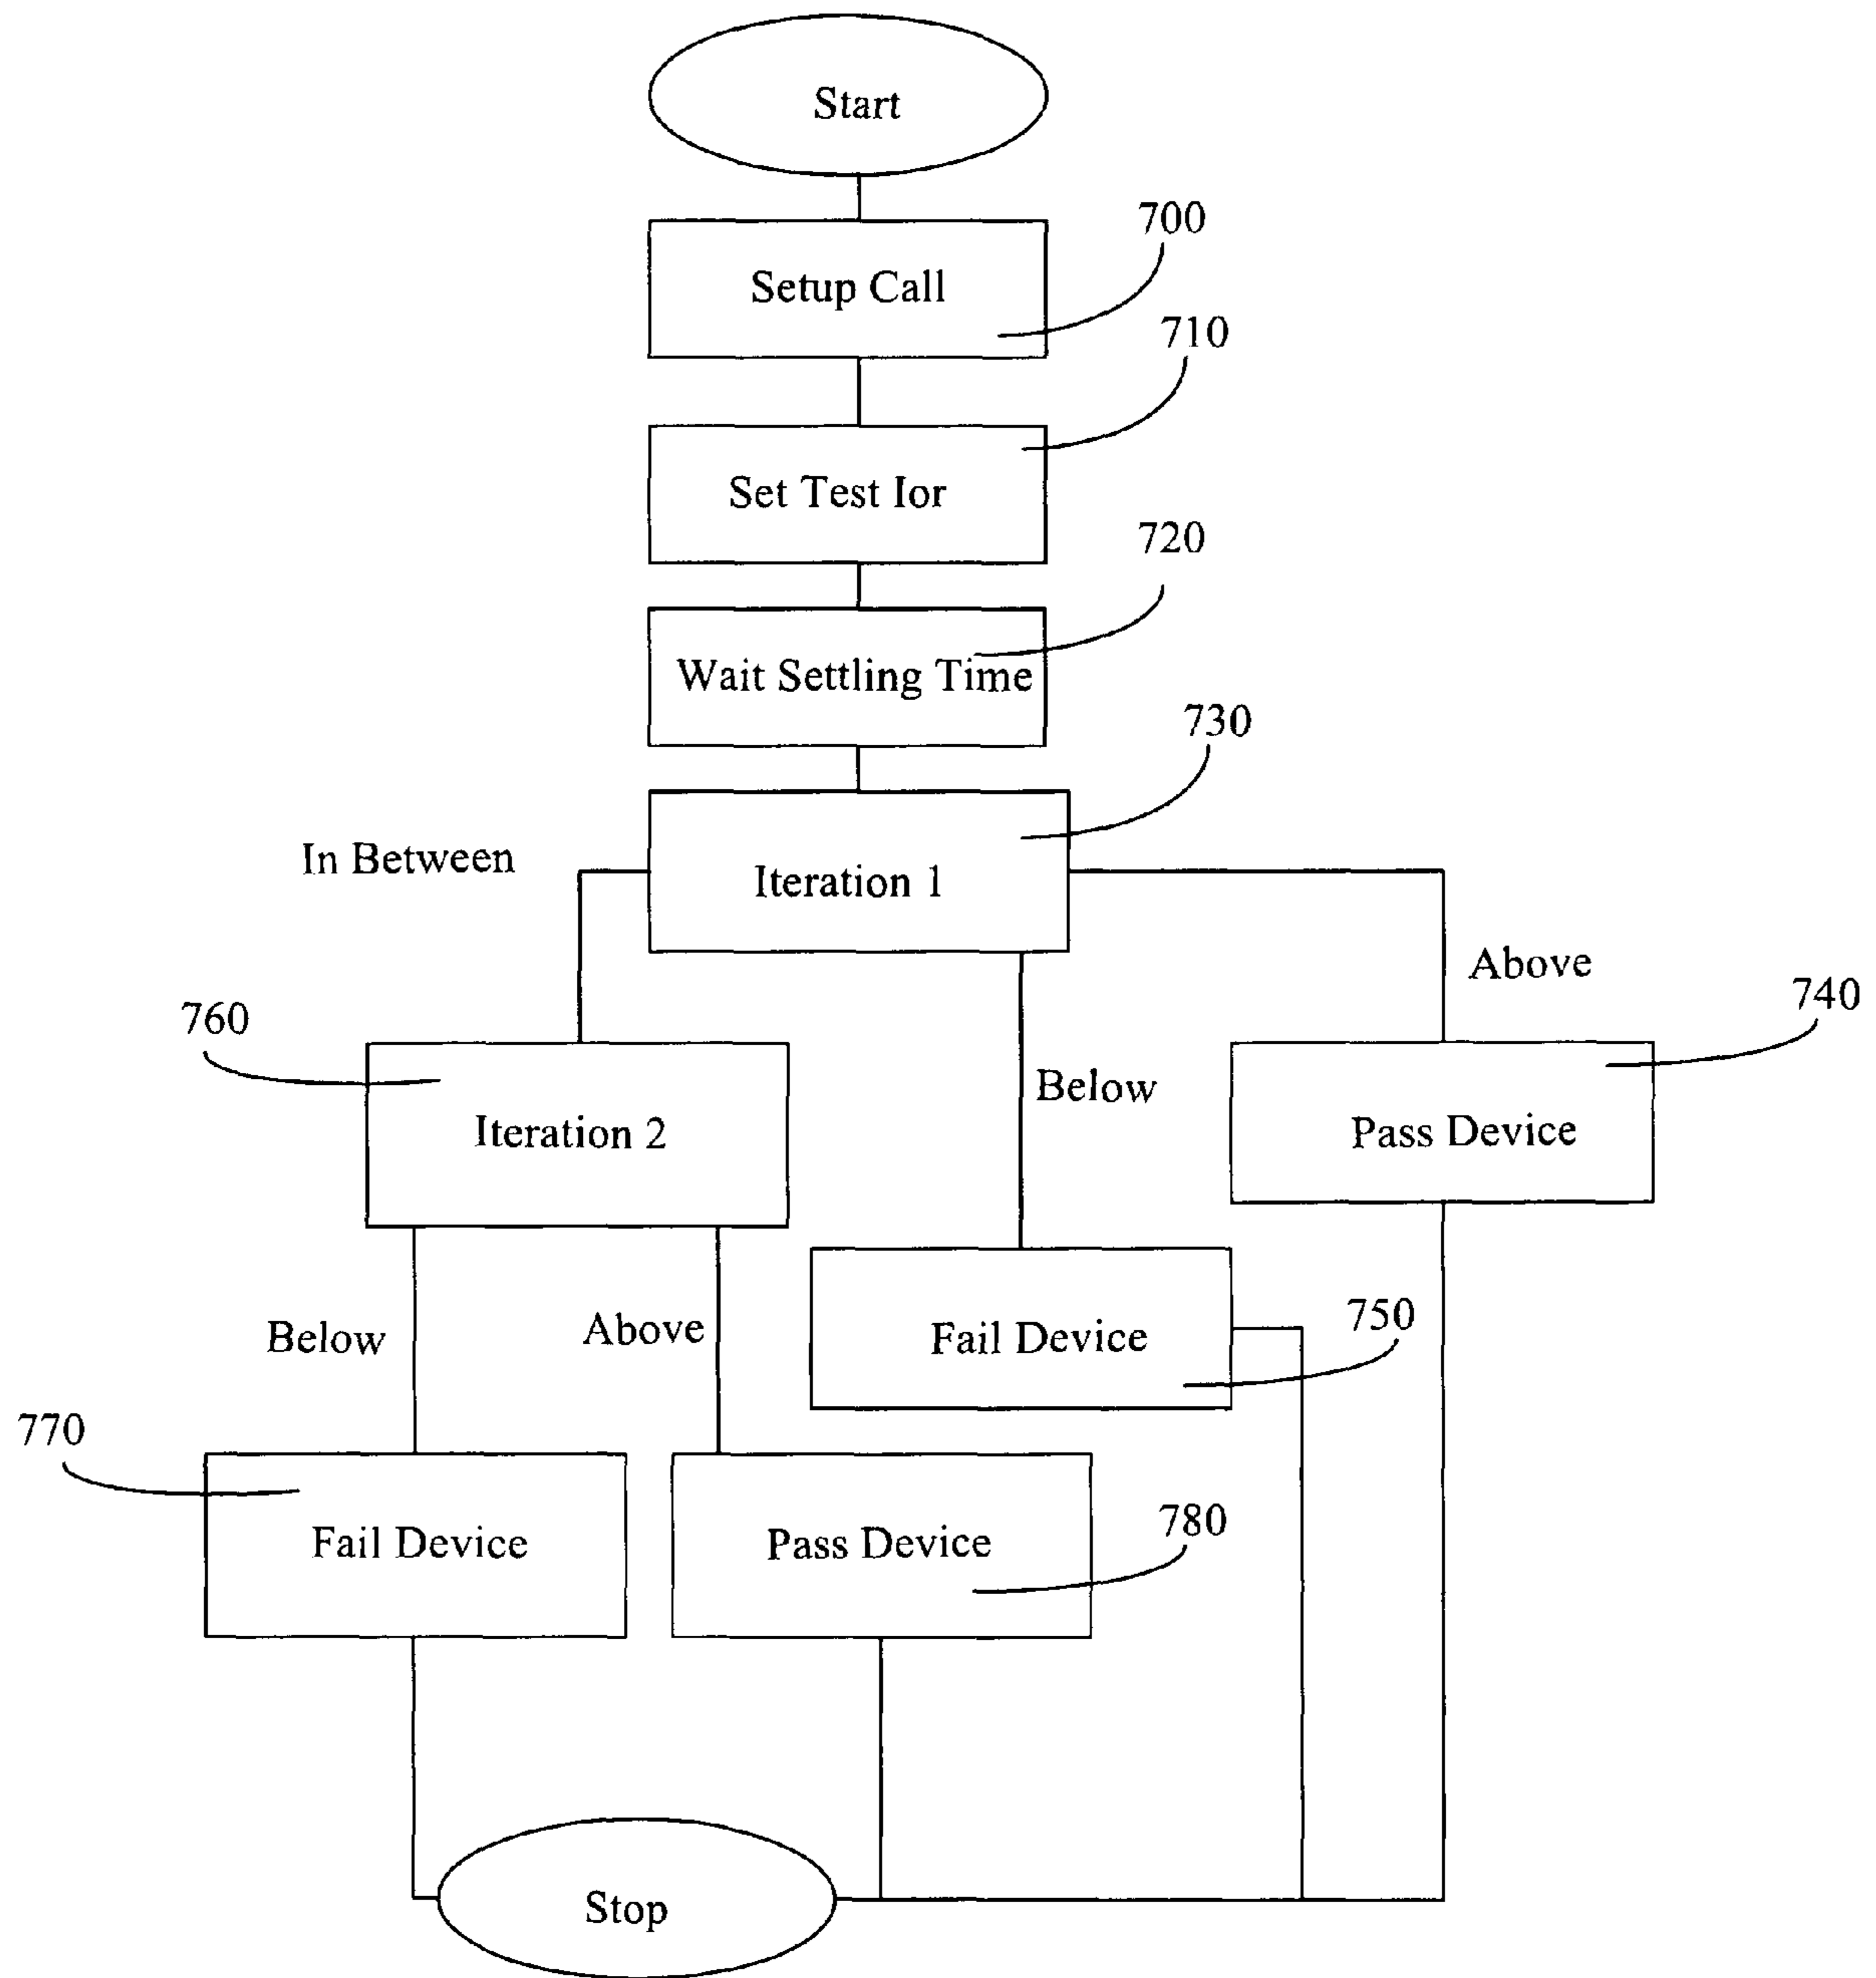 Start
700
Setup Call
710
Set Test Ior
720
Wait Settling Time
730
In Between
Iteration 1
Above
740
760
Below
Iteration 2
Pass Device
750
Below
Above
Fail Device
770
780
Fail Device
Pass Device
Stop